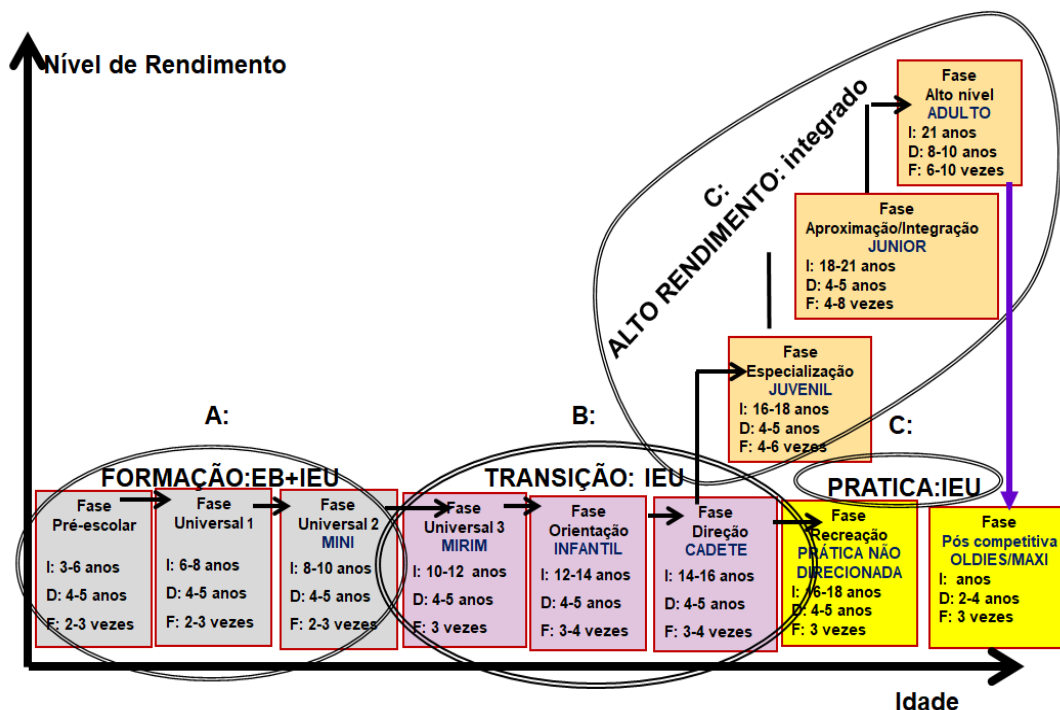 Nível de Rendimento
Fase
Alto nível
ADULTO
I: 21 anos
D: 8-10 anos
F: 6-10 vezes
C:
ALTO RENDIMENTO: integrado
Fase
Aproximação/Integração
JUNIOR
I: 18-21 anos
D: 4-5 anos
F: 4-8 vezes
Fase
Especialização
JUVENIL
I: 16-18 anos
D: 4-5 anos
F: 4-6 vezes
A:
FORMAÇÃO:EB+IEU
B:
TRANSIÇÃO: IEU
C:
PRATICA:IEU
Fase
Pré-escolar
I: 3-6 anos
D: 4-5 anos
F: 2-3 vezes
Fase
Universal 1
I: 6-8 anos
D: 4-5 anos
F: 2-3 vezes
Fase
Universal 2
MINI
I: 8-10 anos
D: 4-5 anos
F: 2-3 vezes
Fase
Universal 3
MIRIM
I: 10-12 anos
D: 4-5 anos
F: 3 vezes
Fase
Orientação
INFANTIL
I: 12-14 anos
D: 4-5 anos
F: 3-4 vezes
Fase
Direção
CADETE
I: 14-16 anos
D: 4-5 anos
F: 3-4 vezes
Fase
Recreação
PRÁTICA NÃO
DIRECIONADA
I: 16-18 anos
D: 4-5 anos
F: 3 vezes
Fase
Pós competitiva
OLDIES/MAXI
I: anos
D: 2-4 anos
F: 3 vezes
Idade